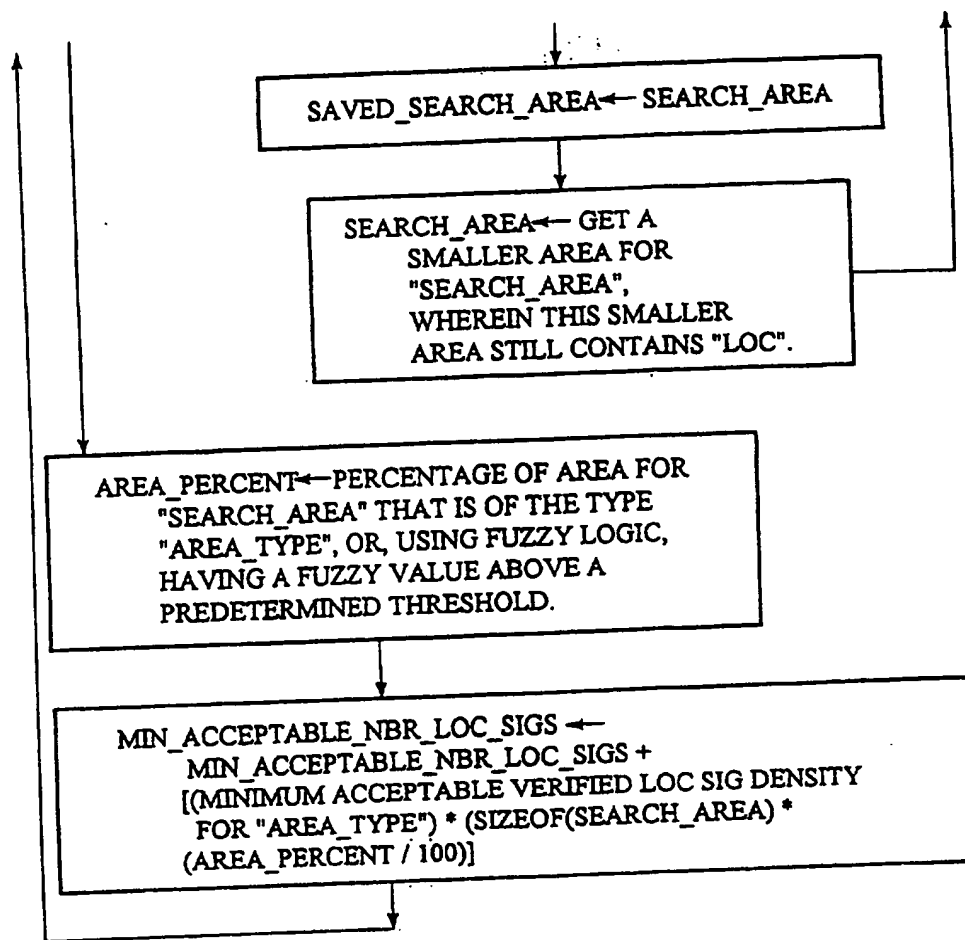 SAVED_SEARCH_AREA← SEARCH_AREA
SEARCH_AREA← GET A
SMALLER AREA FOR
"SEARCH_AREA",
WHEREIN THIS SMALLER
AREA STILL CONTAINS "LOC".
AREA_PERCENT←PERCENTAGE OF AREA FOR
"SEARCH_AREA" THAT IS OF THE TYPE
"AREA_TYPE", OR, USING FUZZY LOGIC,
HAVING A FUZZY VALUE ABOVE A
PREDETERMINED THRESHOLD.
MIN_ACCEPTABLE_NBR_LOC_SIGS ←
MIN_ACCEPTABLE_NBR_LOC_SIGS +
[(MINIMUM ACCEPTABLE VERIFIED LOC SIG DENSITY
FOR "AREA_TYPE") * (SIZEOF(SEARCH_AREA) *
(AREA_PERCENT / 100)]